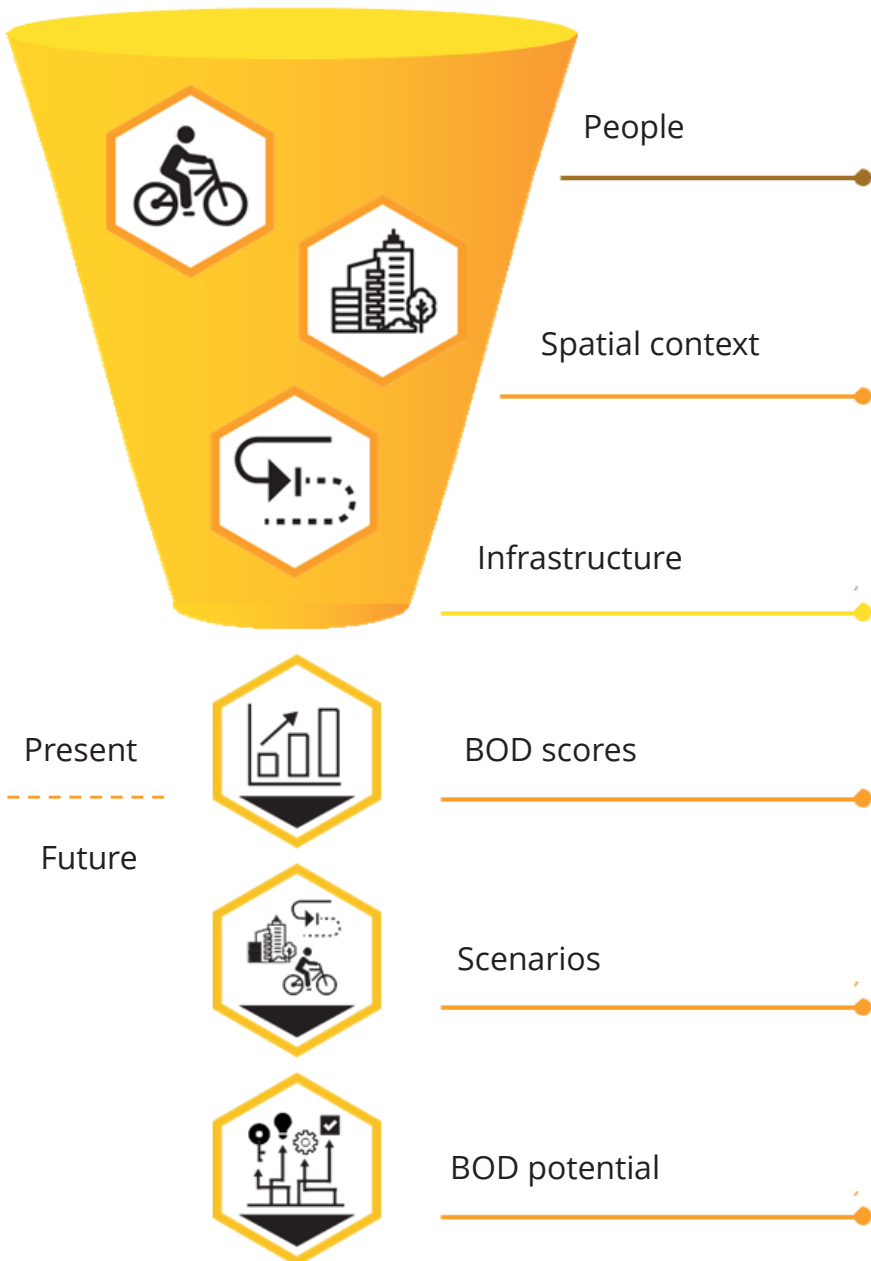 People
Spatial context
Infrastructure
Present
BOD scores
Future
Scenarios
BOD potential